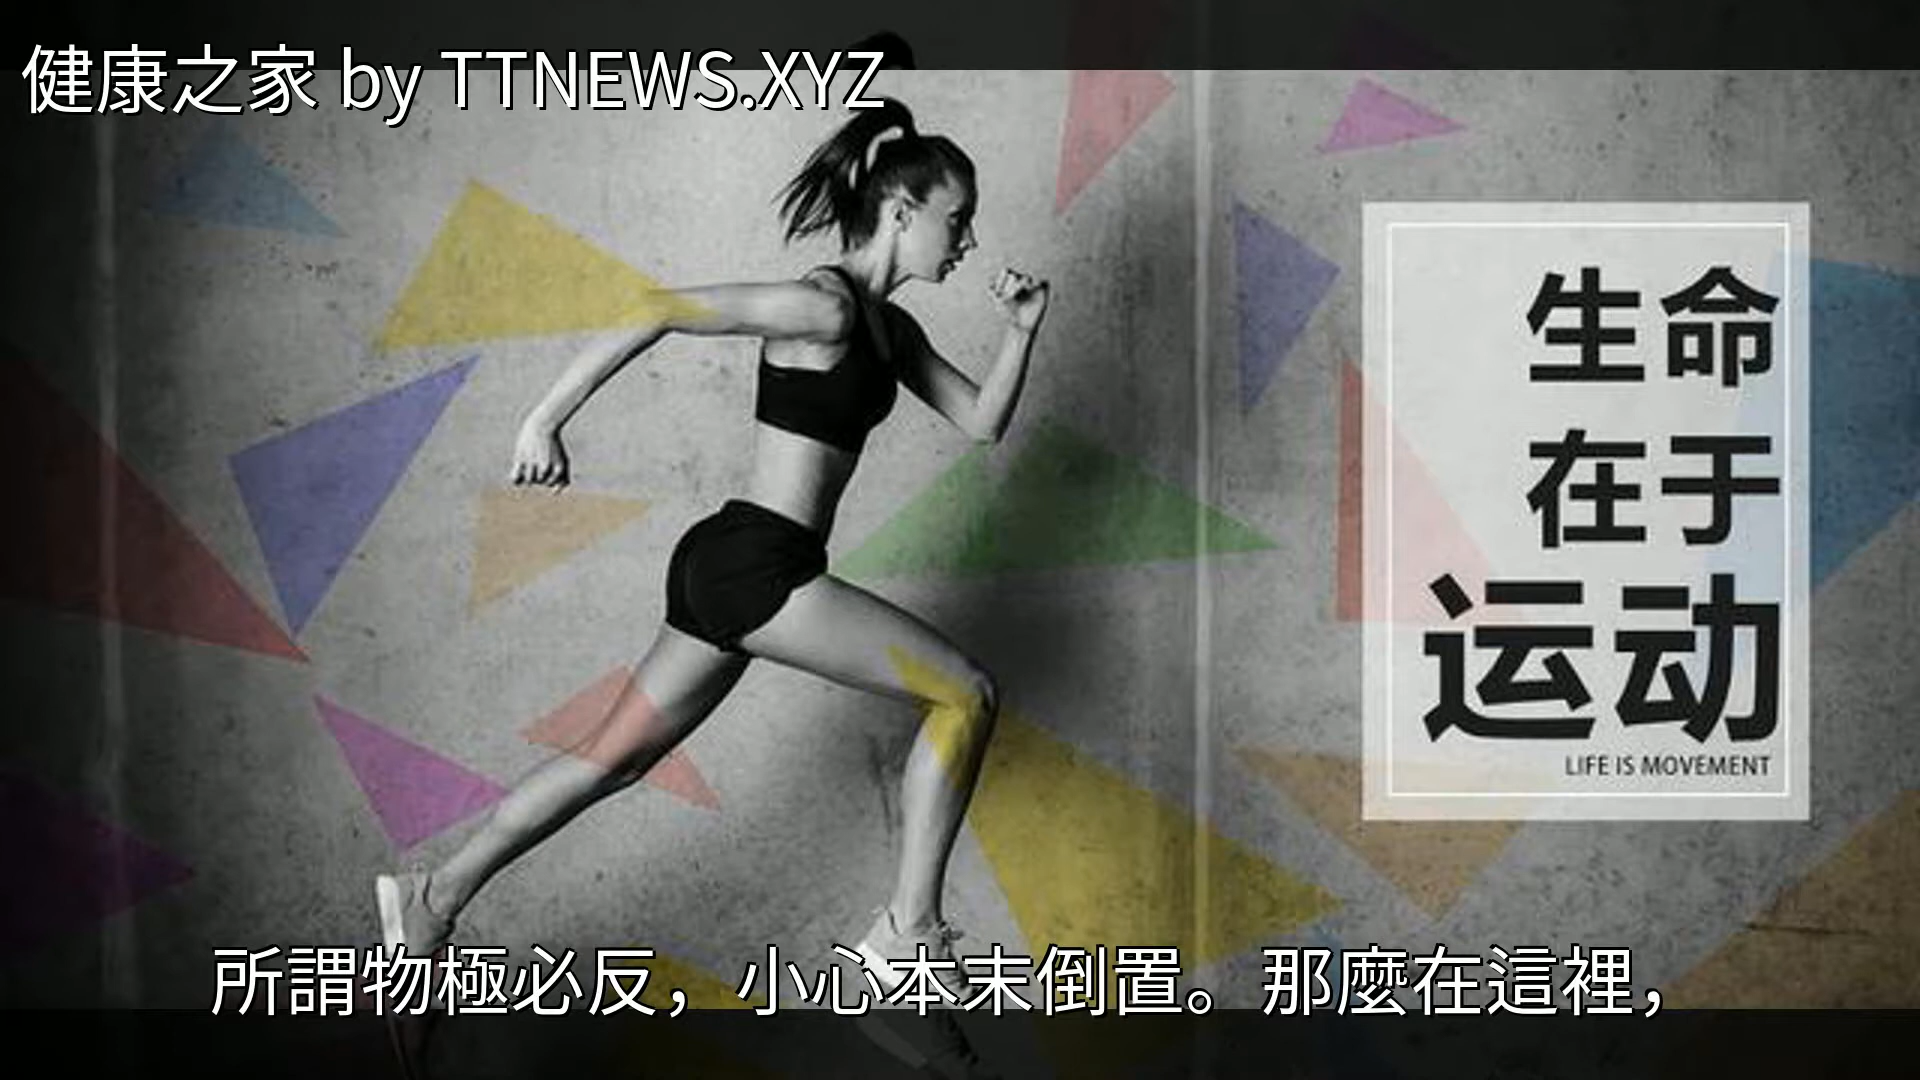 健康之家 by TTNEWS.XYZ
生命
在于
运动
LIFE IS MOVEMENT
所謂物極必反，小心本末倒置。那麼在這裡，